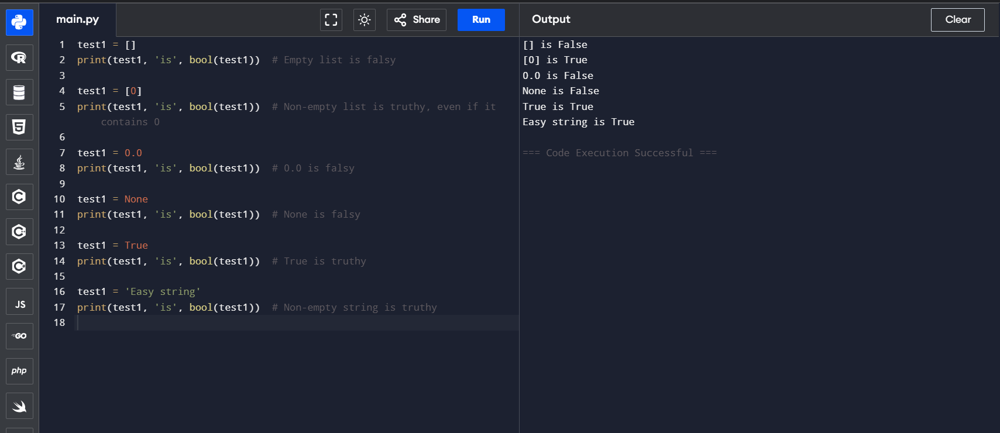 main.py
Share
Run
Output
Clear
1 test1 = []
2 print(test1, 'is', bool(test1))  # Empty list is falsy
3
4 test1 = [0]
5 print(test1, 'is', bool(test1))  # Non-empty list is truthy, even if it
contains 0
6
7 test1 = 0.0
8 print(test1, 'is', bool(test1))  # 0.0 is falsy
9
10 test1 = None
11 print(test1, 'is', bool(test1))  # None is falsy
12
13 test1 = True
14 print(test1, 'is', bool(test1))  # True is truthy
15
16 test1 = 'Easy string'
17 print(test1, 'is', bool(test1))  # Non-empty string is truthy
18
[] is False
[0] is True
0.0 is False
None is False
True is True
Easy string is True
=== Code Execution Successful ===
R
5
C
C
C
JS
GO
php